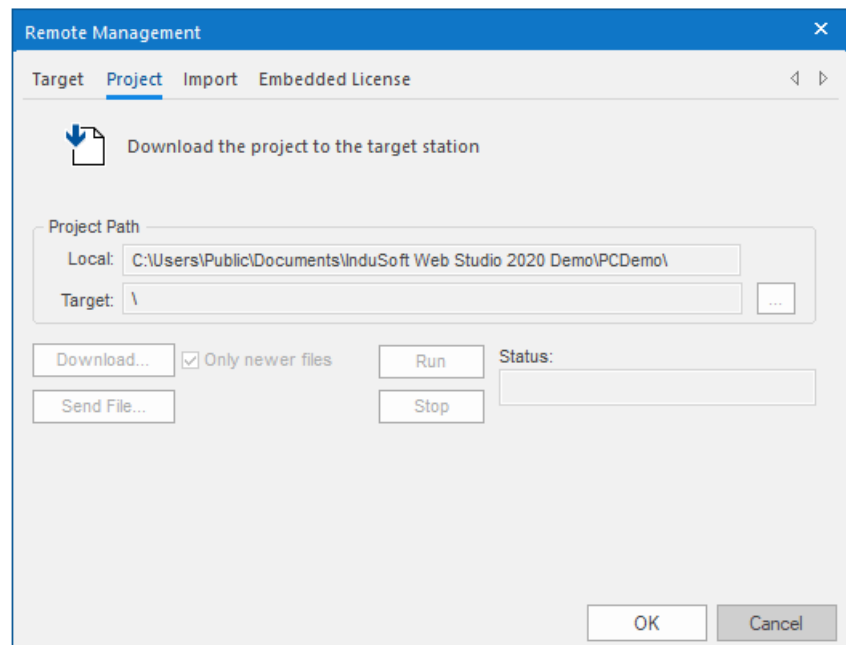 Remote Management
Target Project Import Embedded License
Download the project to the target station
Project Path
Local: C:\Users\Public\Documents\InduSoft Web Studio 2020 Demo\PCDemo\
Target: \ ...
Download... Only newer files Run Status:
Send File... Stop
OK Cancel